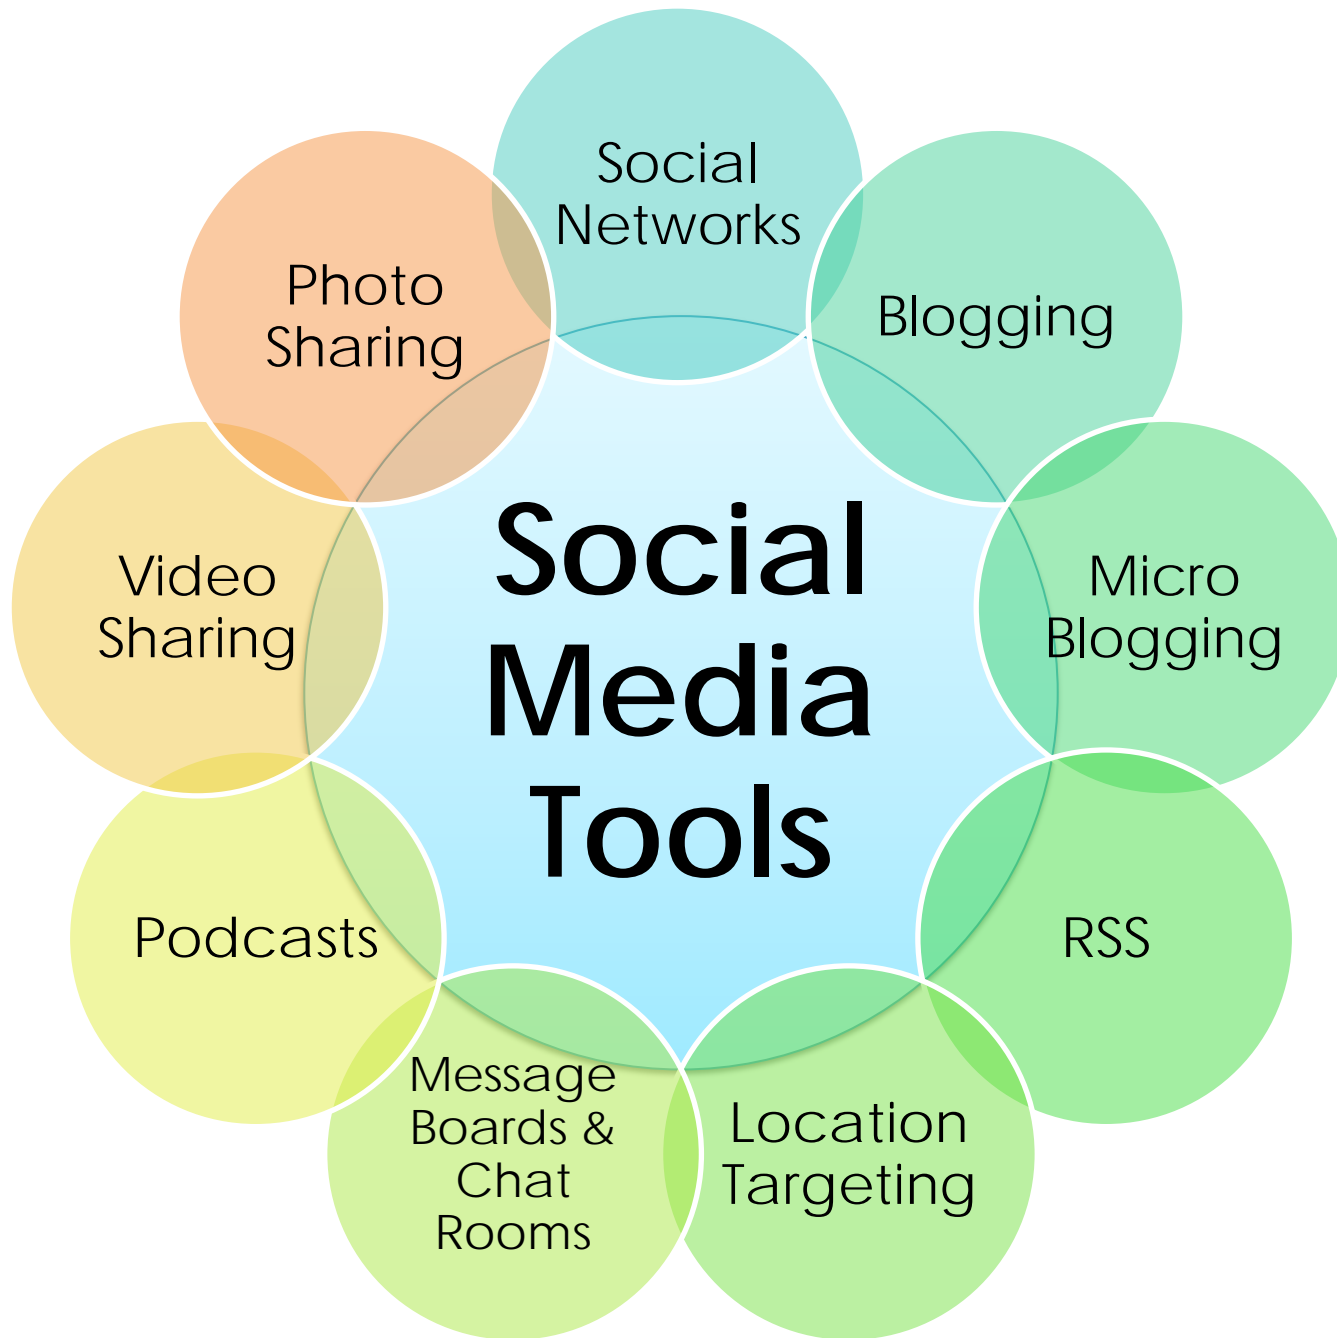 Social
Networks
Blogging
Micro
Blogging
RSS
Location
Targeting
Message
Boards &
Chat
Rooms
Podcasts
Video
Sharing
Photo
Sharing
Social
Media
Tools